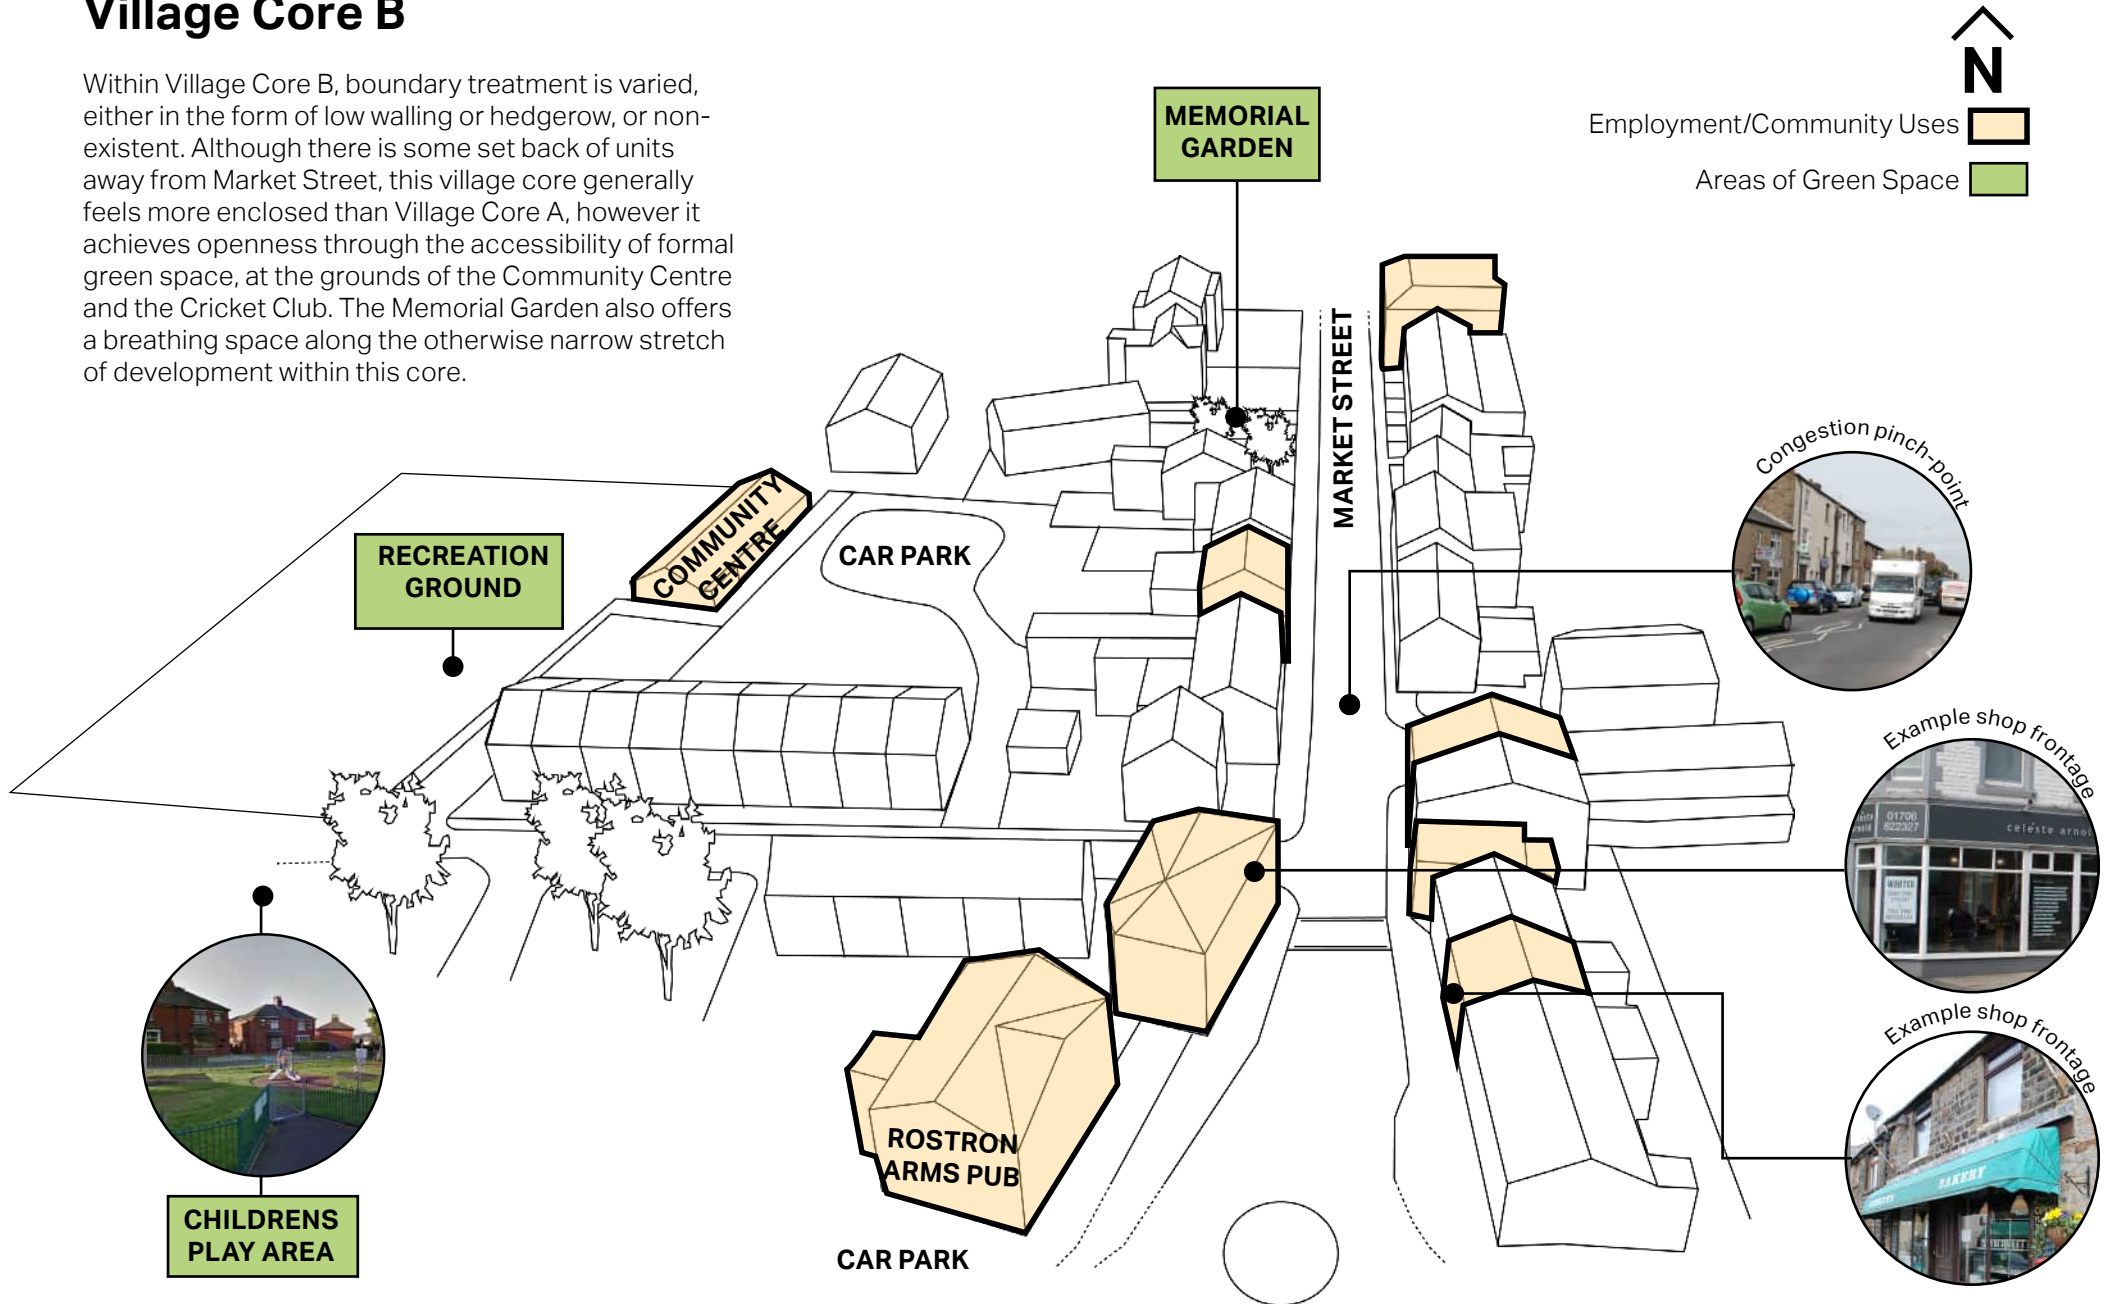 Village Core B
Within Village Core B, boundary treatment is varied,
either in the form of low walling or hedgerow, or non-
existent. Although there is some set back of units
away from Market Street, this village core generally
feels more enclosed than Village Core A, however it
achieves openness through the accessibility of formal
green space, at the grounds of the Community Centre
and the Cricket Club. The Memorial Garden also offers
a breathing space along the otherwise narrow stretch
of development within this core.
N
Employment/Community Uses
Areas of Green Space
MEMORIAL
GARDEN
MARKET STREET
Congestion pinch-point
COMMUNITY
CENTRE
CAR PARK
RECREATION
GROUND
Example shop frontage
01706
822327
celeste arnol
WANTED
Example shop frontage
BAKERY
ROSTRON
ARMS PUB
CHILDRENS
PLAY AREA
CAR PARK